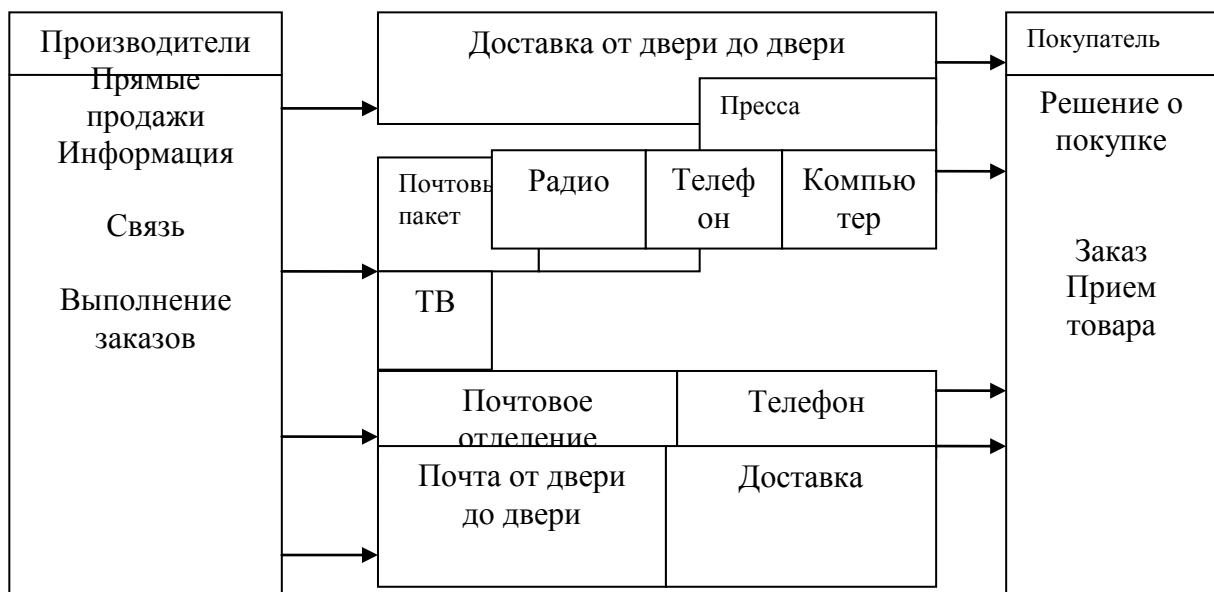 Производители
Прямые
продажи
Информация
Связь
Выполнение
заказов
Доставка от двери до двери
Пресса
Почтовы
пакет
Радио
Телеф
он
Компью
тер
ТВ
Почтовое
отделение
Телефон
Почта от двери
до двери
Доставка
Покупатель
Решение о
покупке
Заказ
Прием
товара